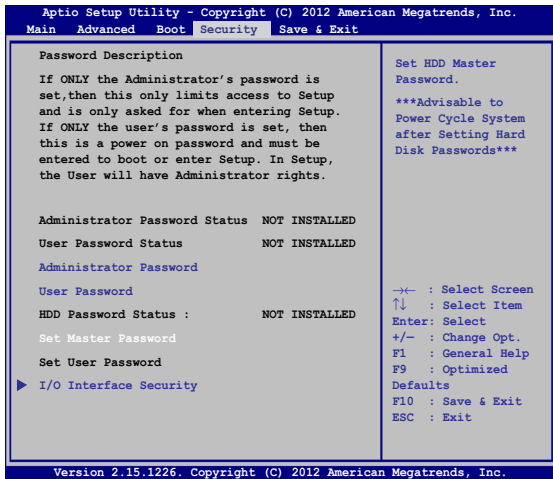 Aptio Setup Utility - Copyright (C) 2012 American Megatrends, Inc.
Main Advanced Boot Security Save & Exit
Password Description
If ONLY the Administrator's password is
set,then this only limits access to Setup
and is only asked for when entering Setup.
If ONLY the user's password is set, then
this is a power on password and must be
entered to boot or enter Setup. In Setup,
the User will have Administrator rights.
Administrator Password Status NOT INSTALLED
User Password Status NOT INSTALLED
Administrator Password
User Password
HDD Password Status : NOT INSTALLED
Set Master Password
Set User Password
I/O Interface Security
Set HDD Master
Password.
***Advisable to
Power Cycle System
after Setting Hard
Disk Passwords***
→← : Select Screen
↑↓ : Select Item
Enter: Select
+/— : Change Opt.
F1 : General Help
F9 : Optimized
Defaults
F10 : Save & Exit
ESC : Exit
Version 2.15.1226. Copyright (C) 2012 American Megatrends, Inc.